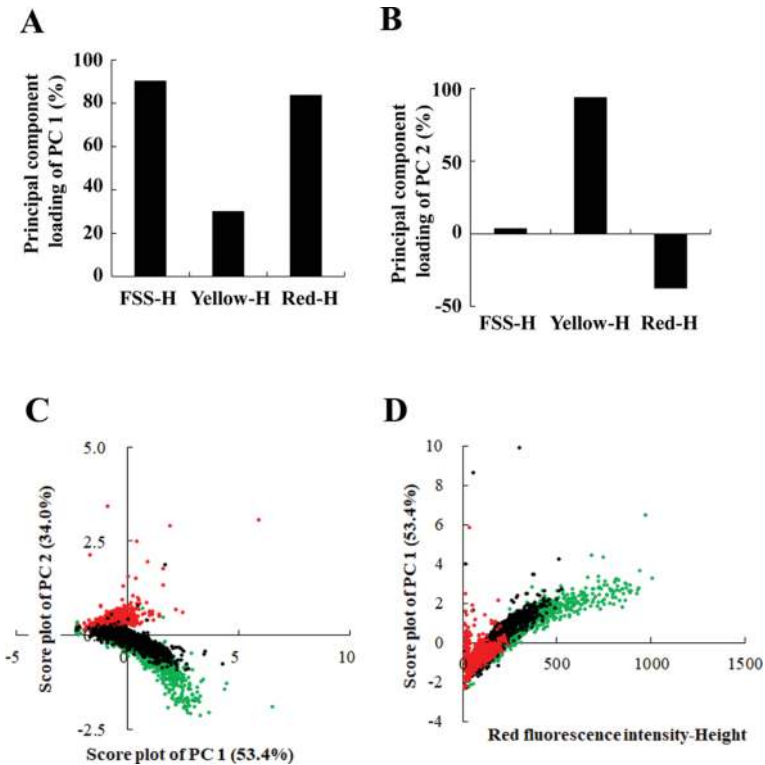 A
Principal component
loading of PC 1 (%)
100
80
60
40
20
0
FSS-H Yellow-H Red-H
B
Principal component
loading of PC 2 (%)
100
50
0
-50
FSS-H Yellow-H Red-H
C
Score plot of PC 2 (34.0%)
5.0
2.5
-2.5
-5 0 5 10
Score plot of PC 1 (53.4%)
D
Score plot of PC 1 (53.4%)
10
8
6
4
2
0
-2
-4
0 500 1000 1500
Red fluorescence intensity-Height